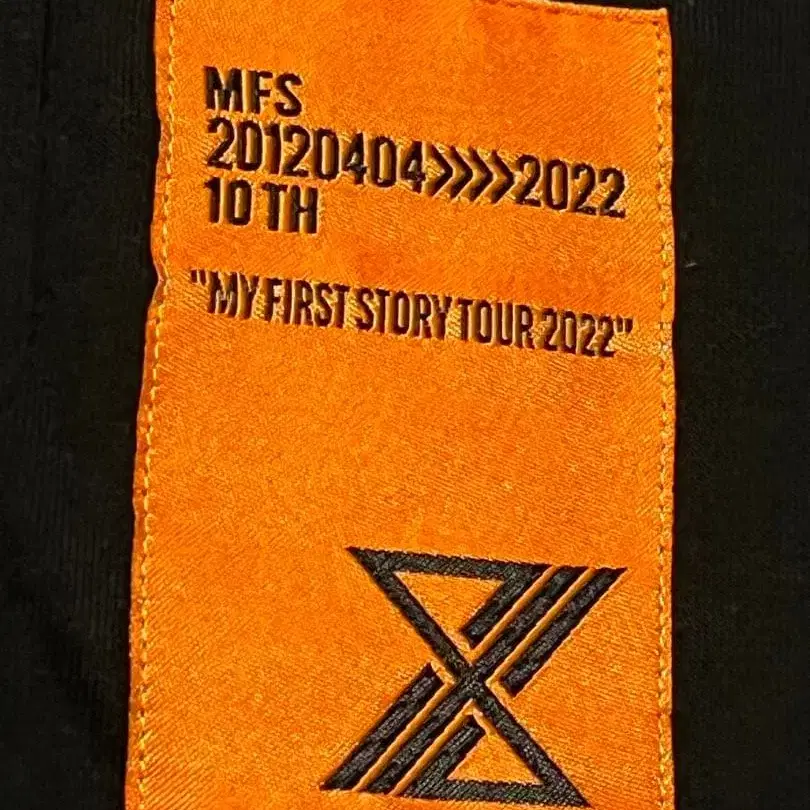 MFS
20120404>>>>2022
10 TH
"MY FIRST STORY TOUR 2022"